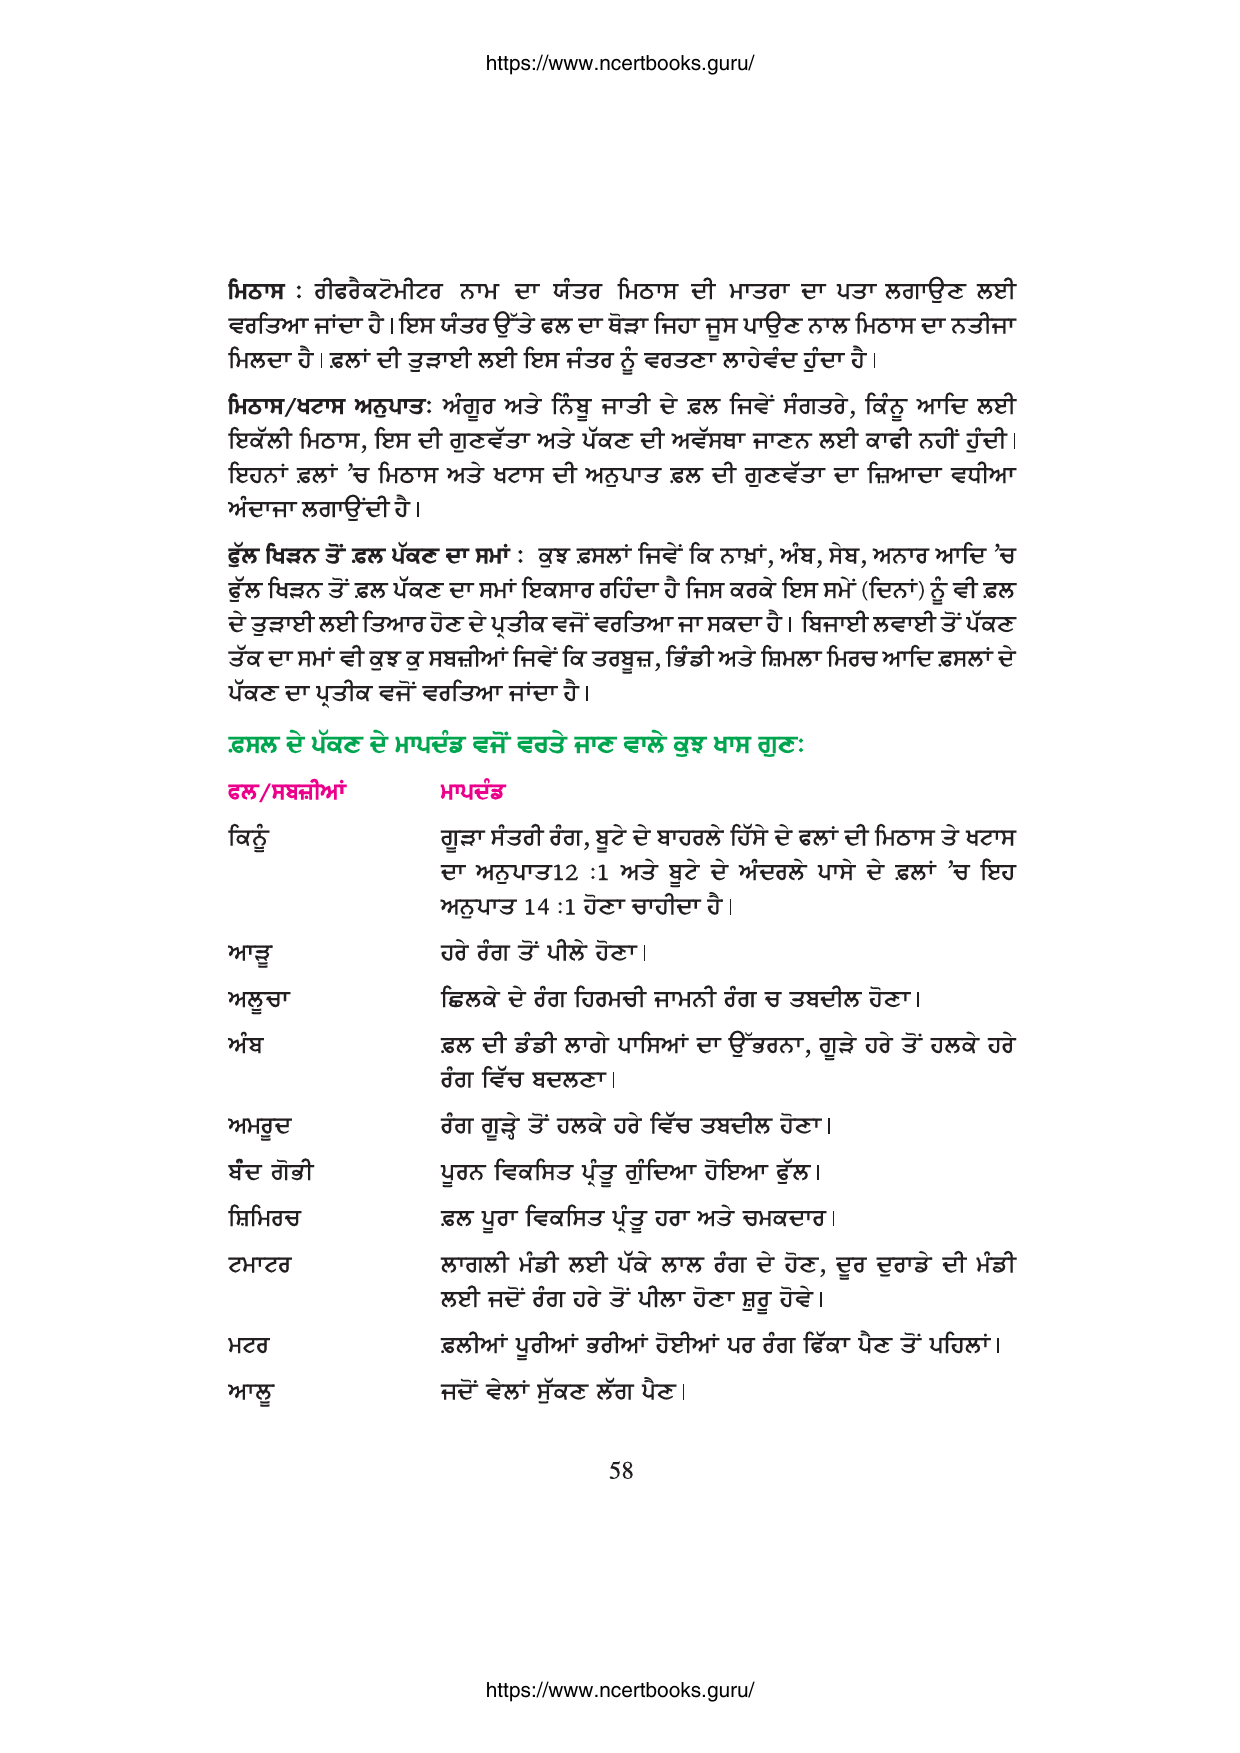 https://www.ncertbooks.guru/
ਮਿਠਾਸ : ਰੀਫਰੈਕਟੋਮੀਟਰ ਨਾਮ ਦਾ ਯੰਤਰ ਮਿਠਾਸ ਦੀ ਮਾਤਰਾ ਦਾ ਪਤਾ ਲਗਾਉਣ ਲਈ
ਵਰਤਿਆ ਜਾਂਦਾ ਹੈ। ਇਸ ਯੰਤਰ ਉੱਤੇ ਫਲ ਦਾ ਥੋੜਾ ਜਿਹਾ ਜੂਸ ਪਾਉਣ ਨਾਲ ਮਿਠਾਸ ਦਾ ਨਤੀਜਾ
ਮਿਲਦਾ ਹੈ। ਫ਼ਲਾਂ ਦੀ ਤੁੜਾਈ ਲਈ ਇਸ ਜੰਤਰ ਨੂੰ ਵਰਤਣਾ ਲਾਹੇਵੰਦ ਹੁੰਦਾ ਹੈ।
ਮਿਠਾਸ/ਖਟਾਸ ਅਨੁਪਾਤ: ਅੰਗੂਰ ਅਤੇ ਨਿੰਬੂ ਜਾਤੀ ਦੇ ਫ਼ਲ ਜਿਵੇਂ ਸੰਗਤਰੇ, ਕਿੰਨੂ ਆਦਿ ਲਈ
ਇਕੱਲੀ ਮਿਠਾਸ, ਇਸ ਦੀ ਗੁਣਵੱਤਾ ਅਤੇ ਪੱਕਣ ਦੀ ਅਵੱਸਥਾ ਜਾਣਨ ਲਈ ਕਾਫੀ ਨਹੀਂ ਹੁੰਦੀ।
ਇਹਨਾਂ ਫ਼ਲਾਂ ’ਚ ਮਿਠਾਸ ਅਤੇ ਖਟਾਸ ਦੀ ਅਨੁਪਾਤ ਫ਼ਲ ਦੀ ਗੁਣਵੱਤਾ ਦਾ ਜ਼ਿਆਦਾ ਵਧੀਆ
ਅੰਦਾਜਾ ਲਗਾਉਂਦੀ ਹੈ।
ਫੁੱਲ ਖਿੜਨ ਤੋਂ ਫ਼ਲ ਪੱਕਣ ਦਾ ਸਮਾਂ : ਕੁਝ ਫ਼ਸਲਾਂ ਜਿਵੇਂ ਕਿ ਨਾਖ਼ਾਂ, ਅੰਬ, ਸੇਬ, ਅਨਾਰ ਆਦਿ ’ਚ
ਫੁੱਲ ਖਿੜਨ ਤੋਂ ਫ਼ਲ ਪੱਕਣ ਦਾ ਸਮਾਂ ਇਕਸਾਰ ਰਹਿੰਦਾ ਹੈ ਜਿਸ ਕਰਕੇ ਇਸ ਸਮੇਂ (ਦਿਨਾਂ) ਨੂੰ ਵੀ ਫ਼ਲ
ਦੇ ਤੁੜਾਈ ਲਈ ਤਿਆਰ ਹੋਣ ਦੇ ਪ੍ਰਤੀਕ ਵਜੋਂ ਵਰਤਿਆ ਜਾ ਸਕਦਾ ਹੈ। ਬਿਜਾਈ ਲਵਾਈ ਤੋਂ ਪੱਕਣ
ਤੱਕ ਦਾ ਸਮਾਂ ਵੀ ਕੁਝ ਕੁ ਸਬਜ਼ੀਆਂ ਜਿਵੇਂ ਕਿ ਤਰਬੂਜ਼, ਭਿੰਡੀ ਅਤੇ ਸ਼ਿਮਲਾ ਮਿਰਚ ਆਦਿ ਫ਼ਸਲਾਂ ਦੇ
ਪੱਕਣ ਦਾ ਪ੍ਰਤੀਕ ਵਜੋਂ ਵਰਤਿਆ ਜਾਂਦਾ ਹੈ।
ਫ਼ਸਲ ਦੇ ਪੱਕਣ ਦੇ ਮਾਪਦੰਡ ਵਜੋਂ ਵਰਤੇ ਜਾਣ ਵਾਲੇ ਕੁਝ ਖਾਸ ਗੁਣ:
ਫਲ/ਸਬਜ਼ੀਆਂ ਮਾਪਦੰਡ
ਕਿਨੂੰ ਗੂੜਾ ਸੰਤਰੀ ਰੰਗ, ਬੂਟੇ ਦੇ ਬਾਹਰਲੇ ਹਿੱਸੇ ਦੇ ਫਲਾਂ ਦੀ ਮਿਠਾਸ ਤੇ ਖਟਾਸ
ਦਾ ਅਨੁਪਾਤ12 :1 ਅਤੇ ਬੂਟੇ ਦੇ ਅੰਦਰਲੇ ਪਾਸੇ ਦੇ ਫ਼ਲਾਂ ’ਚ ਇਹ
ਅਨੁਪਾਤ 14 :1 ਹੋਣਾ ਚਾਹੀਦਾ ਹੈ।
ਆੜੂ ਹਰੇ ਰੰਗ ਤੋਂ ਪੀਲੇ ਹੋਣਾ।
ਅਲੂਚਾ ਛਿਲਕੇ ਦੇ ਰੰਗ ਹਿਰਮਚੀ ਜਾਮਨੀ ਰੰਗ ਚ ਤਬਦੀਲ ਹੋਣਾ।
ਅੰਬ ਫ਼ਲ ਦੀ ਡੰਡੀ ਲਾਗੇ ਪਾਸਿਆਂ ਦਾ ਉੱਭਰਨਾ, ਗੂੜੇ ਹਰੇ ਤੋਂ ਹਲਕੇ ਹਰੇ
ਰੰਗ ਵਿੱਚ ਬਦਲਣਾ।
ਅਮਰੂਦ ਰੰਗ ਗੂੜ੍ਹੇ ਤੋਂ ਹਲਕੇ ਹਰੇ ਵਿੱਚ ਤਬਦੀਲ ਹੋਣਾ।
ਬੰੰਦ ਗੋਭੀ ਪੂਰਨ ਵਿਕਸਿਤ ਪ੍ਰੰਤੂ ਗੁੰਦਿਆ ਹੋਇਆ ਫੁੱਲ।
ਸ਼ਿਮਿਰਚ ਫ਼ਲ ਪੂਰਾ ਵਿਕਸਿਤ ਪ੍ਰੰਤੂ ਹਰਾ ਅਤੇ ਚਮਕਦਾਰ।
ਟਮਾਟਰ ਲਾਗਲੀ ਮੰਡੀ ਲਈ ਪੱਕੇ ਲਾਲ ਰੰਗ ਦੇ ਹੋਣ, ਦੂਰ ਦੁਰਾਡੇ ਦੀ ਮੰਡੀ
ਲਈ ਜਦੋਂ ਰੰਗ ਹਰੇ ਤੋਂ ਪੀਲਾ ਹੋਣਾ ਸ਼ੁਰੂ ਹੋਵੇ।
ਮਟਰ ਫ਼ਲੀਆਂ ਪੂਰੀਆਂ ਭਰੀਆਂ ਹੋਈਆਂ ਪਰ ਰੰਗ ਫਿੱਕਾ ਪੈਣ ਤੋਂ ਪਹਿਲਾਂ।
ਆਲੂ ਜਦੋਂ ਵੇਲਾਂ ਸੁੱਕਣ ਲੱਗ ਪੈਣ।
58
https://www.ncertbooks.guru/